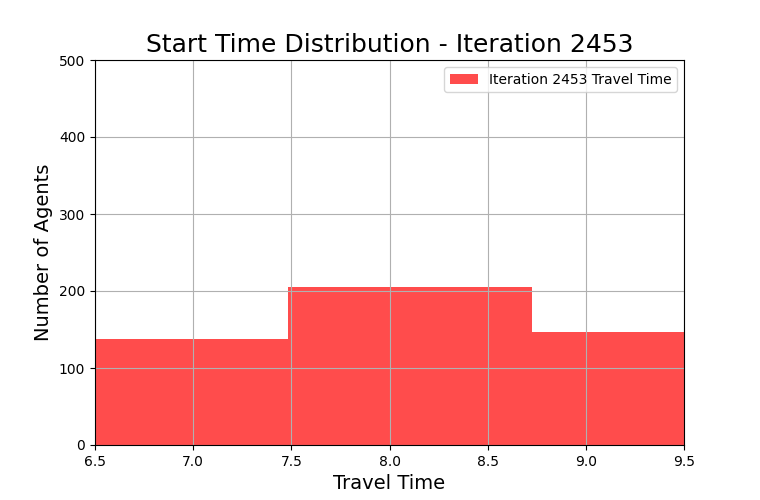 Start Time Distribution - Iteration 2453
Iteration 2453 Travel Time
Number of Agents
500
400
300
200
100
0
6.5 7.0 7.5 8.0 8.5 9.0 9.5
Travel Time